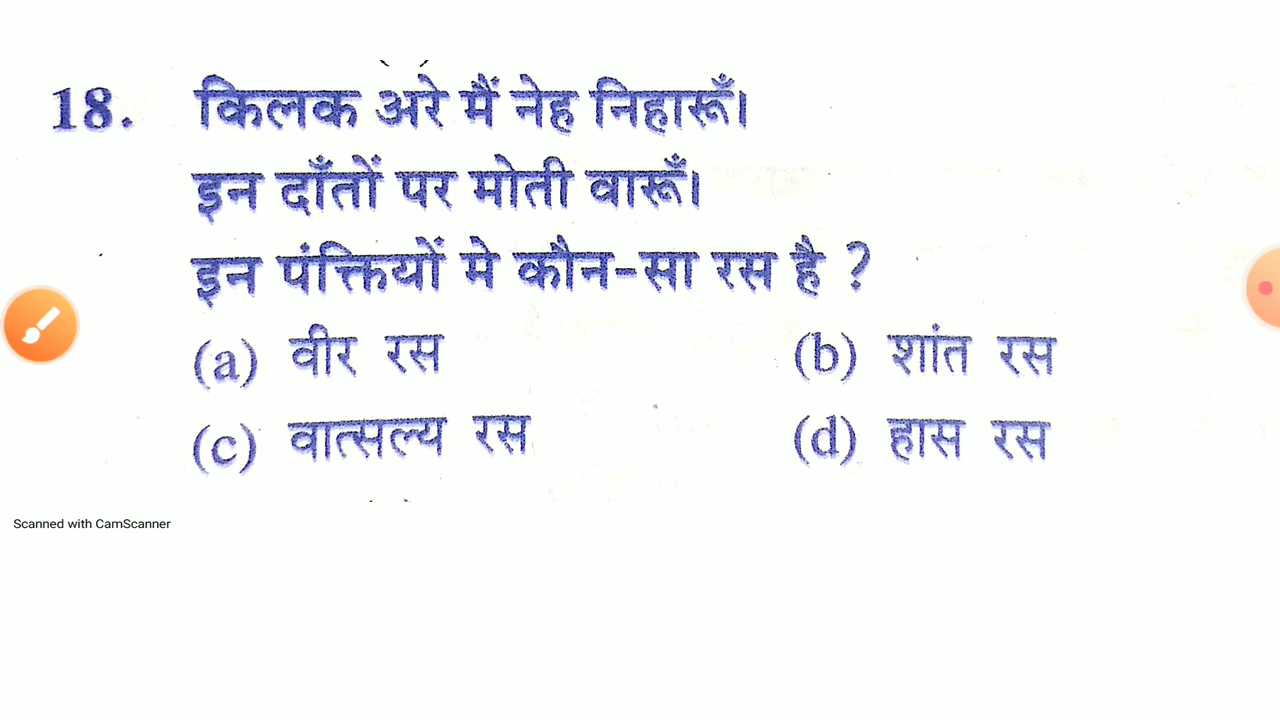 18. किलक अरे मैं नेह निहारूँ।
इन दाँतों पर मोती वारूँ।
इन पंक्तियों मे कौन-सा रस है ?
(a) वीर रस (b) शांत रस
(c) वात्सल्य रस (d) हास रस
Scanned with CamScanner